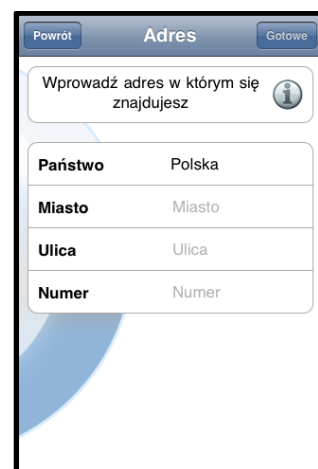 Powrót Adres Gotowe
Wprowadź adres w którym się
znajdujesz
Państwo Polska
Miasto Miasto
Ulica Ulica
Numer Numer